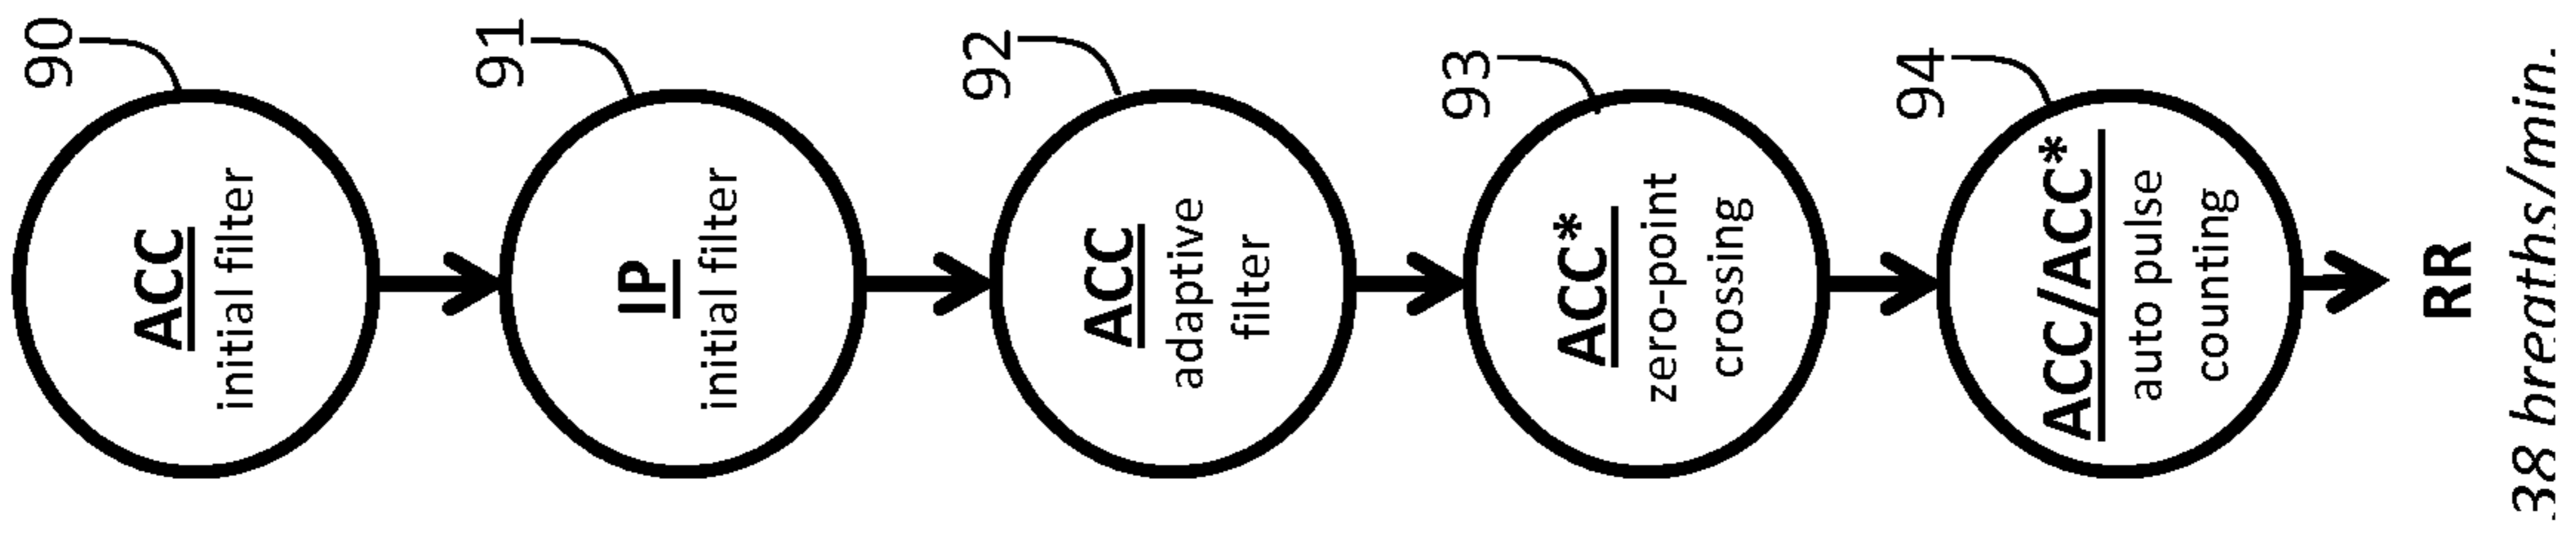 90
ACC
initial filter
91
IP
initial filter
92
ACC
adaptive
filter
93
ACC*
zero-point
crossing
94
ACC/ACC*
auto pulse
counting
RR
38 breaths/min.